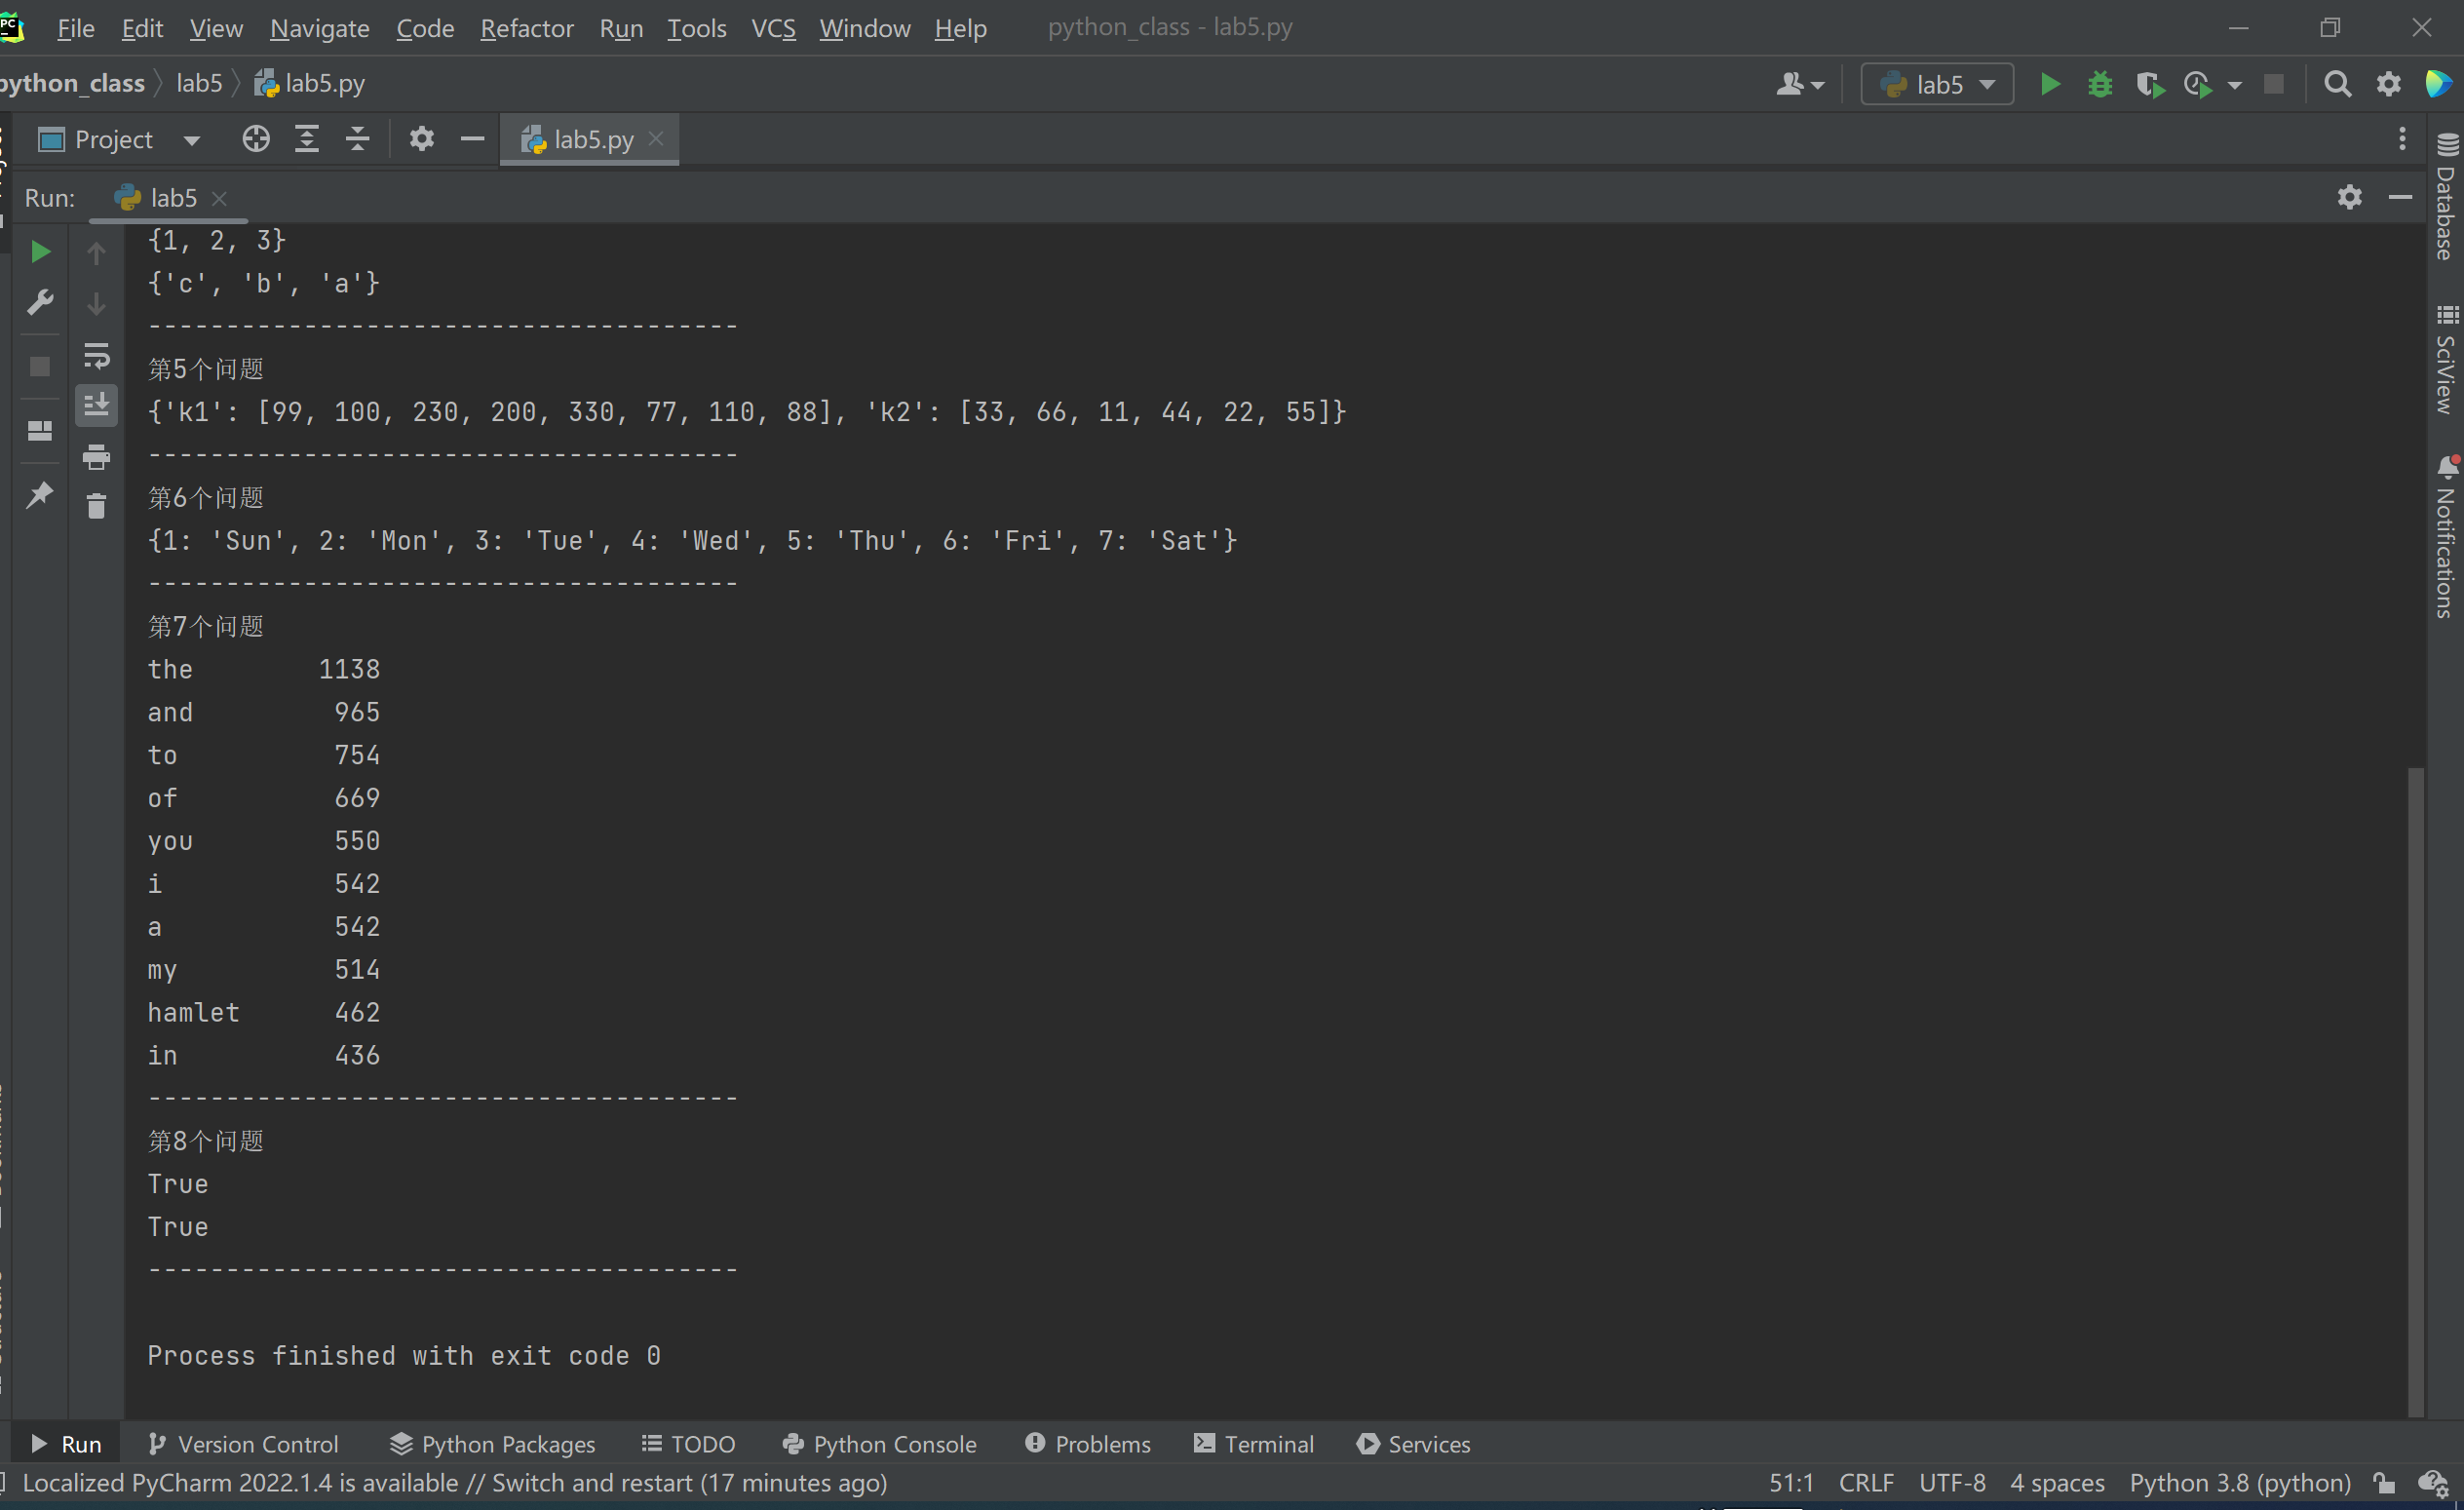 PC
File Edit View Navigate Code Refactor Run Tools VCS Window Help python_class - lab5.py
python_class lab5 lab5.py lab5
Project lab5.py
Run: lab5
{1, 2, 3}
{'c', 'b', 'a'}
--------------------------------------
第5个问题
{'k1': [99, 100, 230, 200, 330, 77, 110, 88], 'k2': [33, 66, 11, 44, 22, 55]}
--------------------------------------
第6个问题
{1: 'Sun', 2: 'Mon', 3: 'Tue', 4: 'Wed', 5: 'Thu', 6: 'Fri', 7: 'Sat'}
--------------------------------------
第7个问题
the        1138
and         965
to          754
of          669
you         550
i           542
a           542
my          514
hamlet      462
in          436
--------------------------------------
第8个问题
True
True
--------------------------------------
Process finished with exit code 0
Database
SciView
Notifications
Run Version Control Python Packages TODO Python Console Problems Terminal Services
Localized PyCharm 2022.1.4 is available // Switch and restart (17 minutes ago) 51:1 CRLF UTF-8 4 spaces Python 3.8 (python)